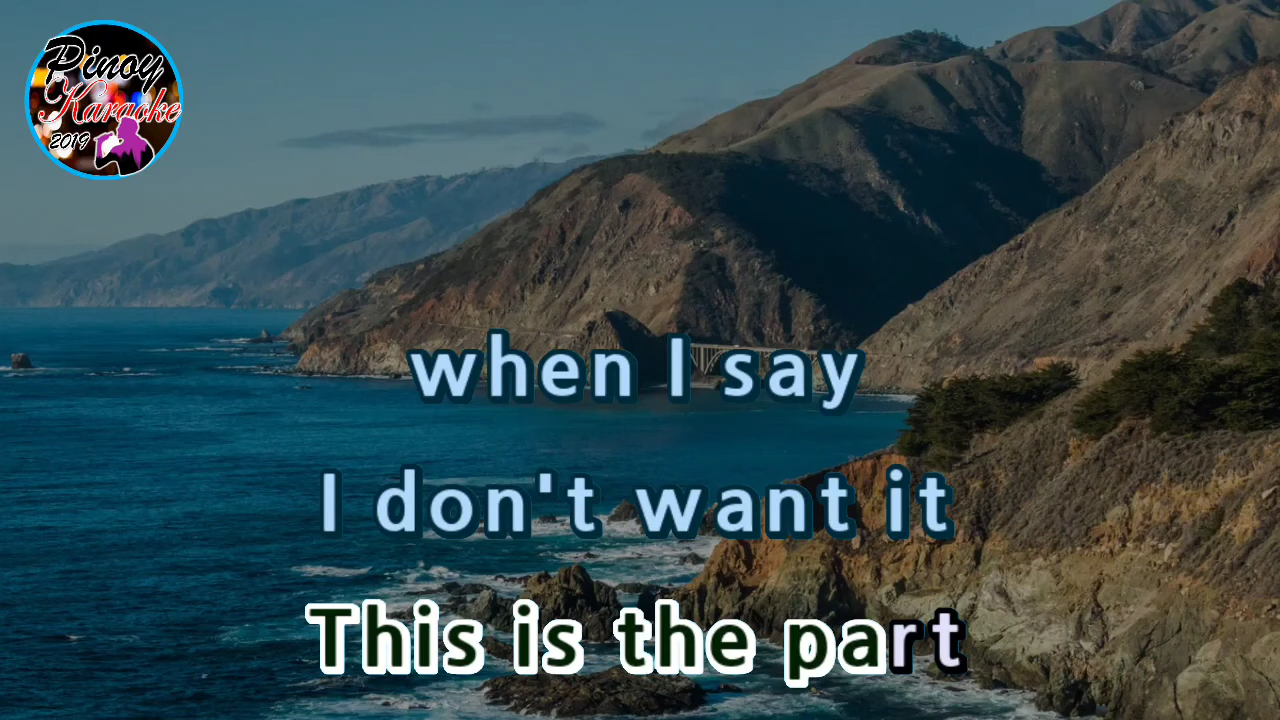 Pinoy
Karaoke
2019
when I say
I don't want it
This is the part